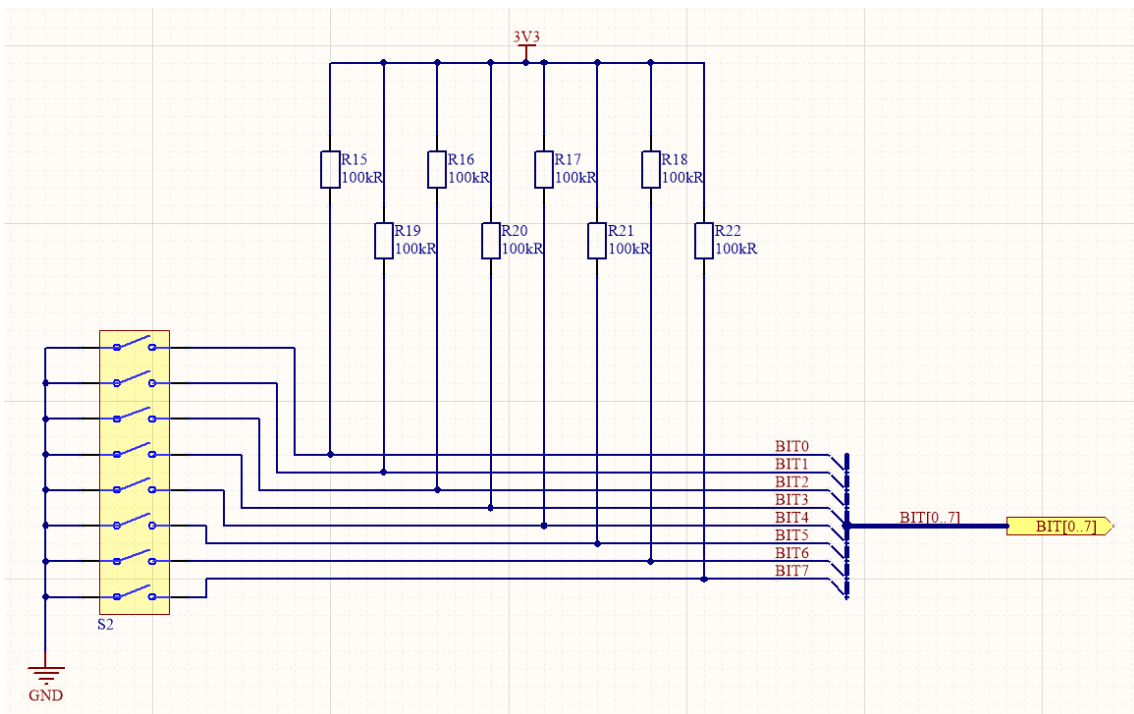 3V3
R15
100kR
R16
100kR
R17
100kR
R18
100kR
R19
100kR
R20
100kR
R21
100kR
R22
100kR
BIT0
BIT1
BIT2
BIT3
BIT4
BIT5
BIT6
BIT7
BIT[0..7]
BIT[0..7]
S2
GND